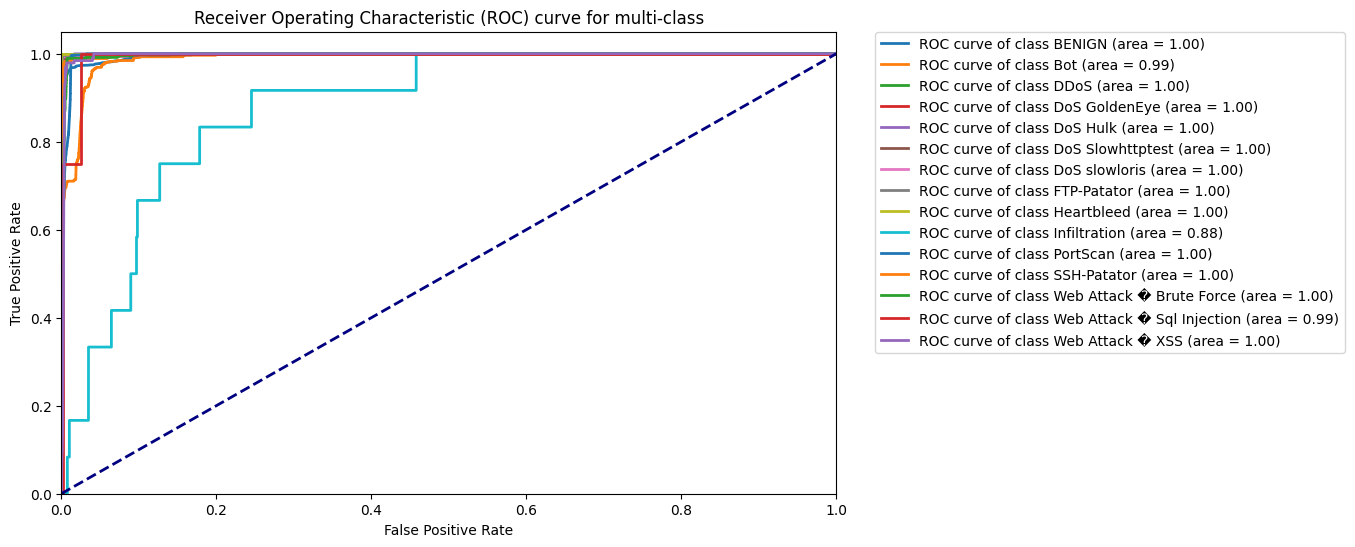 Receiver Operating Characteristic (ROC) curve for multi-class
True Positive Rate
1.0
0.8
0.6
0.4
0.2
0.0
0.0 0.2 0.4 0.6 0.8 1.0
False Positive Rate
ROC curve of class BENIGN (area = 1.00)
ROC curve of class Bot (area = 0.99)
ROC curve of class DDoS (area = 1.00)
ROC curve of class DoS GoldenEye (area = 1.00)
ROC curve of class DoS Hulk (area = 1.00)
ROC curve of class DoS Slowhttptest (area = 1.00)
ROC curve of class DoS slowloris (area = 1.00)
ROC curve of class FTP-Patator (area = 1.00)
ROC curve of class Heartbleed (area = 1.00)
ROC curve of class Infiltration (area = 0.88)
ROC curve of class PortScan (area = 1.00)
ROC curve of class SSH-Patator (area = 1.00)
ROC curve of class Web Attack � Brute Force (area = 1.00)
ROC curve of class Web Attack � Sql Injection (area = 0.99)
ROC curve of class Web Attack � XSS (area = 1.00)